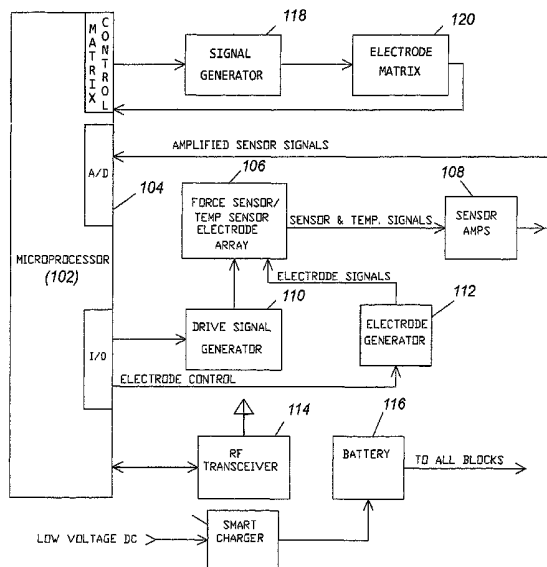 MATRIX
CONTROL
118
SIGNAL
GENERATOR
120
ELECTRODE
MATRIX
AMPLIFIED SENSOR SIGNALS
A/D
104
106
FORCE SENSOR/
TEMP SENSOR
ELECTRODE
ARRAY
SENSOR & TEMP. SIGNALS
108
SENSOR
AMPS
MICROPROCESSOR
(102)
ELECTRODE SIGNALS
110
DRIVE SIGNAL
GENERATOR
112
ELECTRODE
GENERATOR
I/O
ELECTRODE CONTROL
114
RF
TRANSCEIVER
116
BATTERY
TO ALL BLOCKS
LOW VOLTAGE DC
SMART
CHARGER